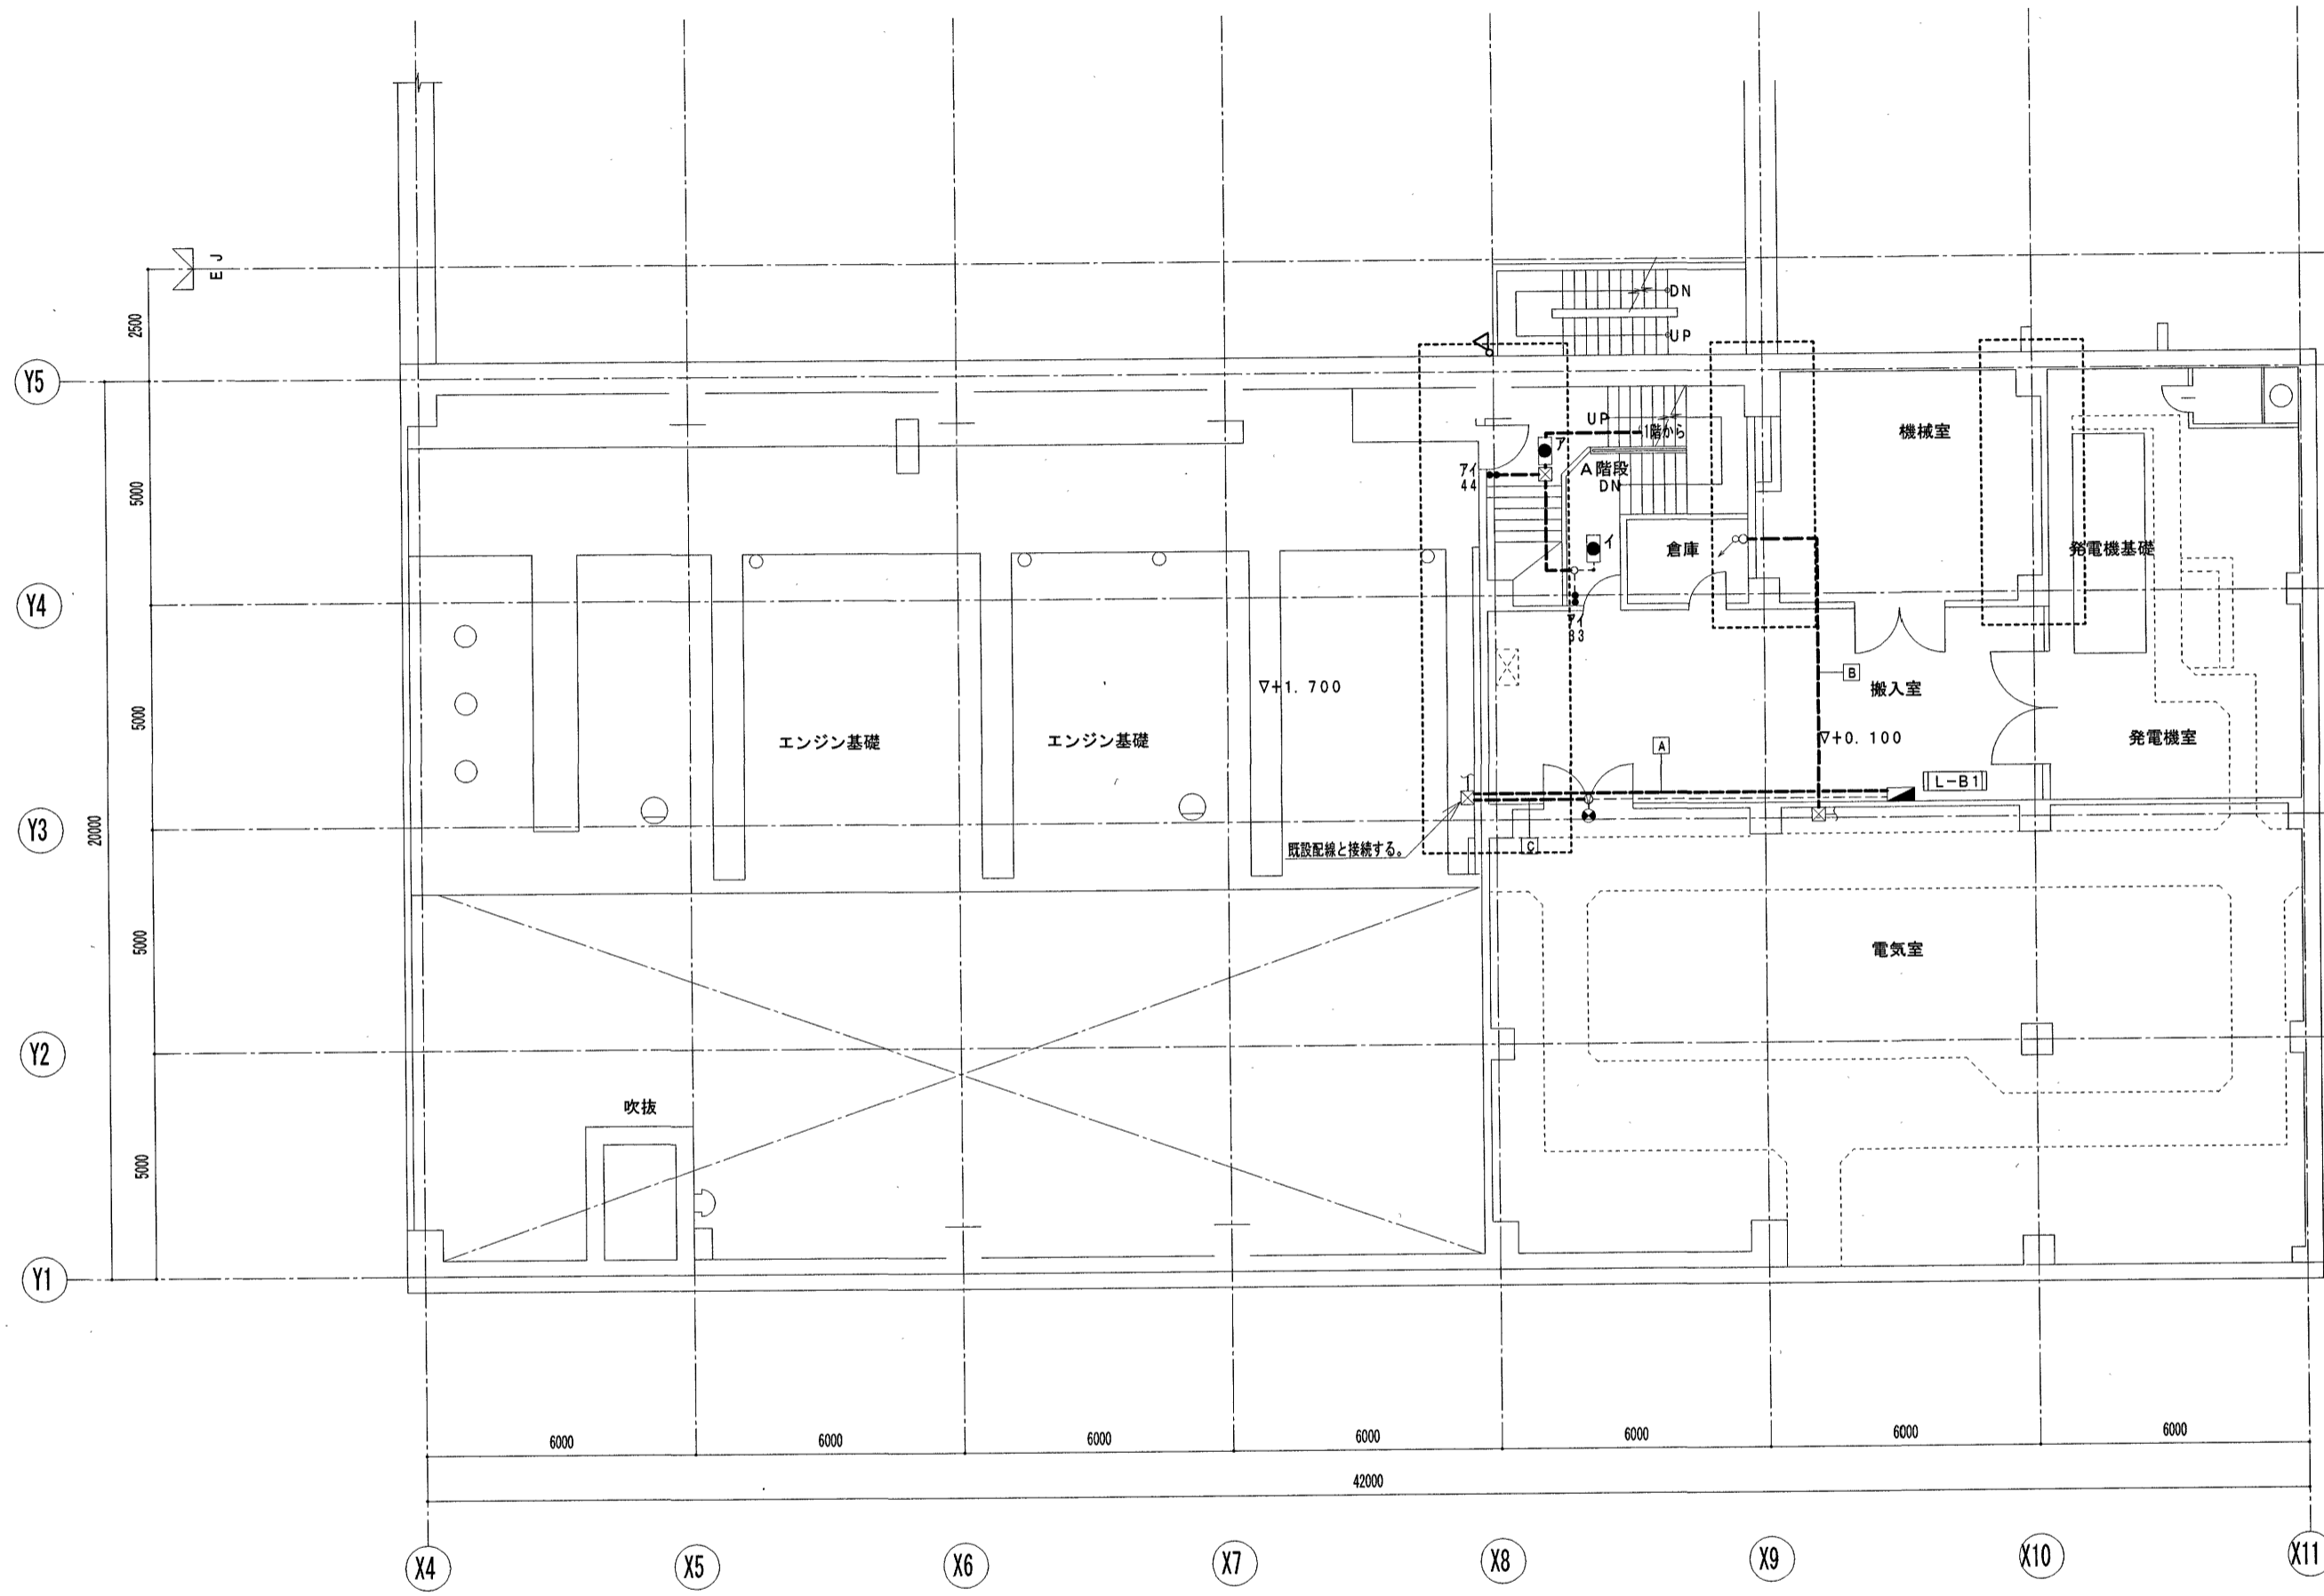 EJ
2500
DN
UP
Y5
UP
1階から
機械室
ア
アイ
44
A階段
DN
5000
イ
倉庫
発電機基礎
Y4
アイ
33
▽+1.700
B
搬入室
5000
エンジン基礎
エンジン基礎
A
▽+0.100
発電機室
L-B1
Y3
20000
既設配線と接続する。
C
5000
電気室
Y2
吹抜
5000
Y1
6000
6000
6000
6000
6000
6000
6000
42000
X4
X5
X6
X7
X8
X9
X10
X11